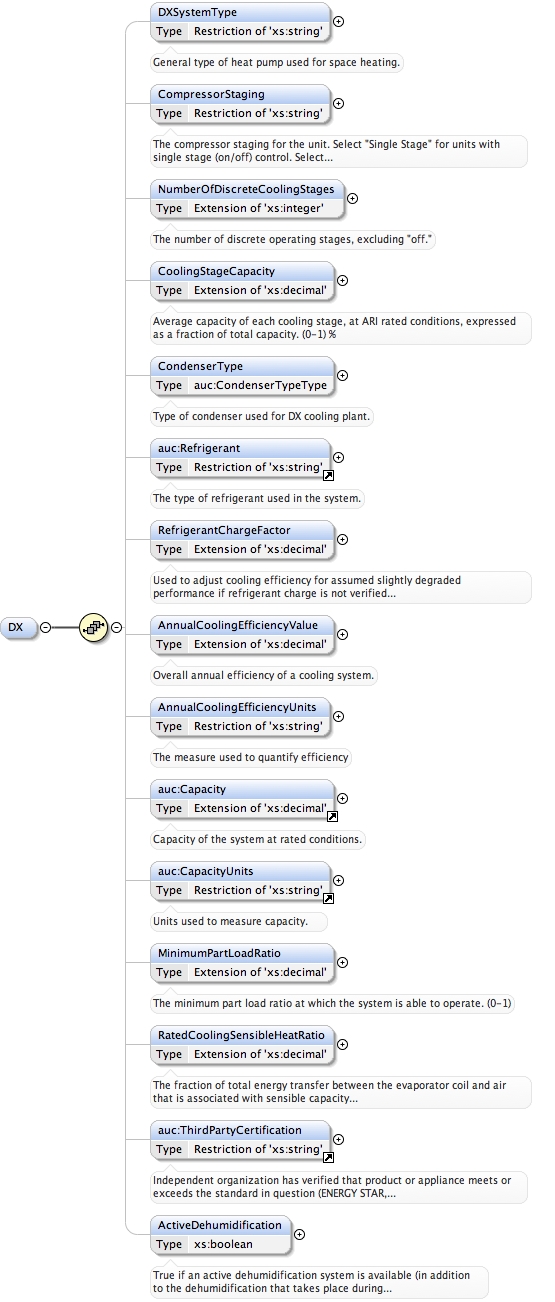 DXSystemType
Type Restriction of 'xs:string'
General type of heat pump used for space heating.
CompressorStaging
Type Restriction of 'xs:string'
The compressor staging for the unit. Select "Single Stage" for units with
single stage (on/off) control. Select...
NumberOfDiscreteCoolingStages
Type Extension of 'xs:integer'
The number of discrete operating stages, excluding "off."
CoolingStageCapacity
Type Extension of 'xs:decimal'
Average capacity of each cooling stage, at ARI rated conditions, expressed
as a fraction of total capacity. (0-1) %
CondenserType
Type auc:CondenserTypeType
Type of condenser used for DX cooling plant.
auc:Refrigerant
Type Restriction of 'xs:string'
The type of refrigerant used in the system.
RefrigerantChargeFactor
Type Extension of 'xs:decimal'
Used to adjust cooling efficiency for assumed slightly degraded
performance if refrigerant charge is not verified...
DX
AnnualCoolingEfficiencyValue
Type Extension of 'xs:decimal'
Overall annual efficiency of a cooling system.
AnnualCoolingEfficiencyUnits
Type Restriction of 'xs:string'
The measure used to quantify efficiency
auc:Capacity
Type Extension of 'xs:decimal'
Capacity of the system at rated conditions.
auc:CapacityUnits
Type Restriction of 'xs:string'
Units used to measure capacity.
MinimumPartLoadRatio
Type Extension of 'xs:decimal'
The minimum part load ratio at which the system is able to operate. (0-1)
RatedCoolingSensibleHeatRatio
Type Extension of 'xs:decimal'
The fraction of total energy transfer between the evaporator coil and air
that is associated with sensible capacity...
auc:ThirdPartyCertification
Type Restriction of 'xs:string'
Independent organization has verified that product or appliance meets or
exceeds the standard in question (ENERGY STAR,...
ActiveDehumidification
Type xs:boolean
True if an active dehumidification system is available (in addition
to the dehumidification that takes place during...